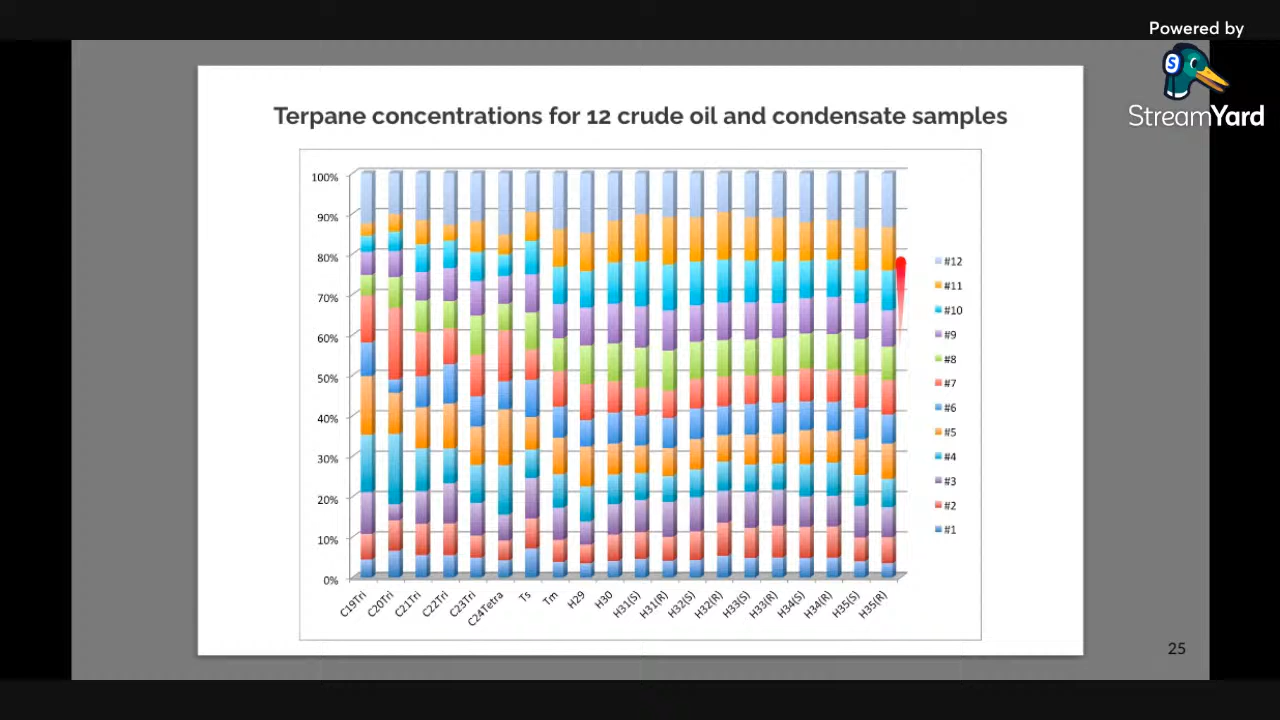 Powered by
S
StreamYard
Terpane concentrations for 12 crude oil and condensate samples
100%
90%
80%
70%
60%
50%
40%
30%
20%
10%
0%
C19Tri
C20Tri
C21Tri
C22Tri
C23Tri
C24Tetra
Ts
Tm
H29
H30
H31(S)
H31(R)
H32(S)
H32(R)
H33(S)
H33(R)
H34(S)
H34(R)
H35(S)
H35(R)
#12
#11
#10
#9
#8
#7
#6
#5
#4
#3
#2
#1
25